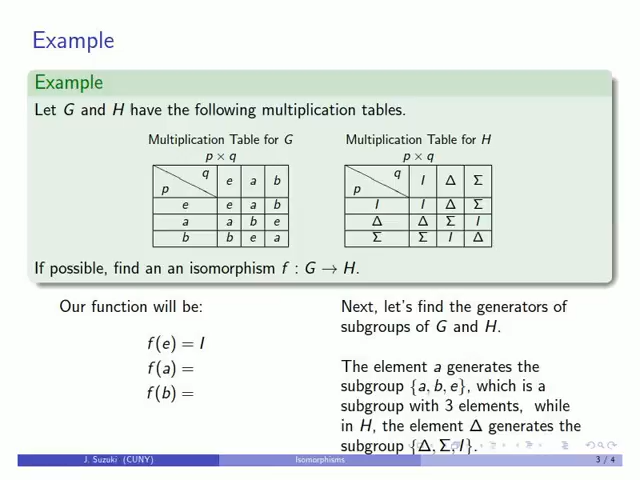 Example
Example
Let G and H have the following multiplication tables.
Multiplication Table for G
p × q
q
p
e a b
e e a b
a a b e
b b e a
Multiplication Table for H
p × q
q
p
I Δ Σ
I I Δ Σ
Δ Δ Σ I
Σ Σ I Δ
If possible, find an an isomorphism f : G → H.
Our function will be:
f(e) = I
f(a) =
f(b) =
Next, let's find the generators of
subgroups of G and H.
The element a generates the
subgroup {a, b, e}, which is a
subgroup with 3 elements, while
in H, the element Δ generates the
subgroup {Δ, Σ, I}.
J. Suzuki (CUNY)
Isomorphisms
3 / 4